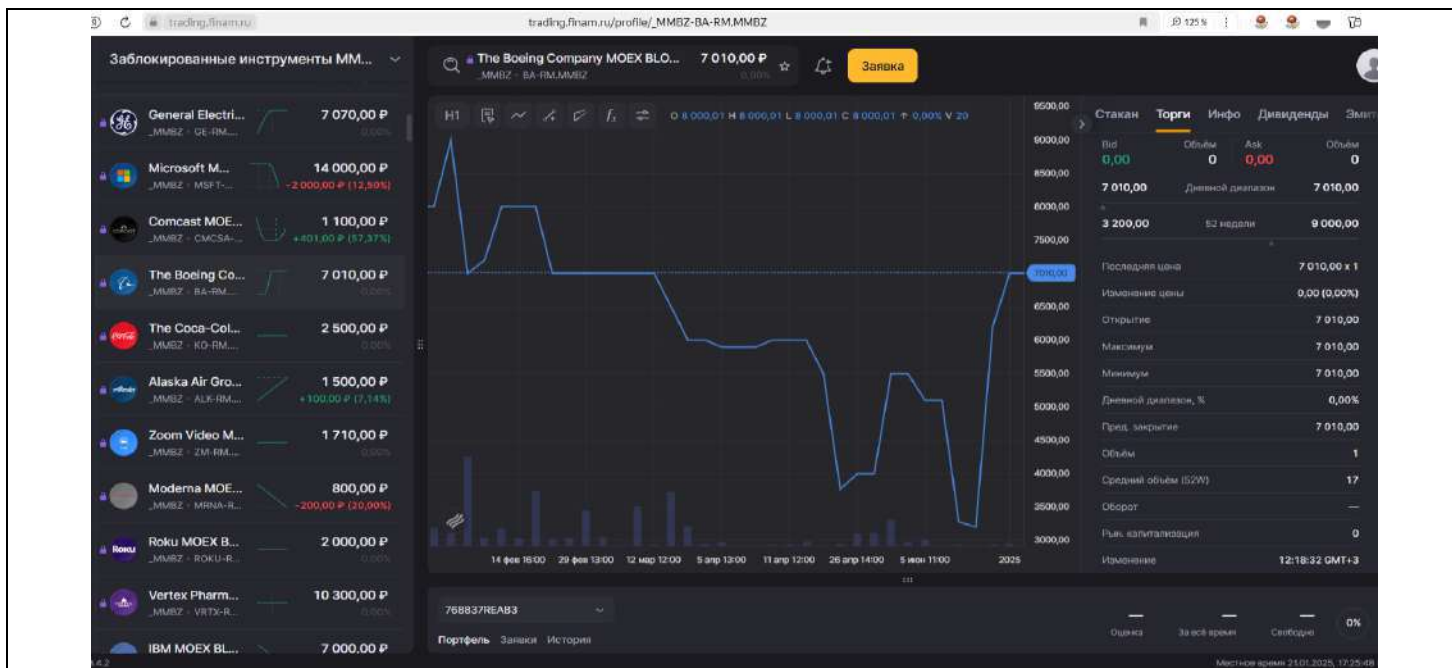 trading.finam.ru
trading.finam.ru/profile/_MMBZ-BA-RM.MMBZ
125 %
Заблокированные инструменты ММ...
The Boeing Company MOEX BLO...
7 010,00 ₽
_MMBZ · BA-RM.MMBZ
0,00%
Заявка
General Electri...
7 070,00 ₽
_MMBZ · GE-RM....
0,00%
Microsoft M...
14 000,00 ₽
_MMBZ · MSFT-...
-2 000,00 ₽ (12,50%)
Comcast MOE...
1 100,00 ₽
_MMBZ · CMCSA-...
+401,00 ₽ (57,37%)
The Boeing Co...
7 010,00 ₽
_MMBZ · BA-RM....
0,00%
The Coca-Col...
2 500,00 ₽
_MMBZ · KO-RM....
0,00%
Alaska Air Gro...
1 500,00 ₽
_MMBZ · ALK-RM....
+100,00 ₽ (7,14%)
Zoom Video M...
1 710,00 ₽
_MMBZ · ZM-RM....
0,00%
Moderna MOE...
800,00 ₽
_MMBZ · MRNA-R...
-200,00 ₽ (20,00%)
Roku MOEX B...
2 000,00 ₽
_MMBZ · ROKU-R...
0,00%
Vertex Pharm...
10 300,00 ₽
_MMBZ · VRTX-R...
0,00%
IBM MOEX BL...
7 000,00 ₽
H1
O 8 000,01 H 8 000,01 L 8 000,01 C 8 000,01 0,00% V 20
9500,00
9000,00
8500,00
8000,00
7500,00
7010,00
6500,00
6000,00
5500,00
5000,00
4500,00
4000,00
3500,00
3000,00
14 фев 16:00 29 фев 13:00 12 мар 12:00 5 апр 13:00 11 апр 12:00 26 апр 14:00 5 июн 11:00 2025
Стакан Торги Инфо Дивиденды Эмит
Bid Объём Ask Объём
0,00 0 0,00 0
7 010,00 Дневной диапазон 7 010,00
3 200,00 52 недели 9 000,00
Последняя цена 7 010,00 x 1
Изменение цены 0,00 (0,00%)
Открытие 7 010,00
Максимум 7 010,00
Минимум 7 010,00
Дневной диапазон, % 0,00%
Пред. закрытие 7 010,00
Объём 1
Средний объём (52W) 17
Оборот —
Рын. капитализация 0
Изменение 12:18:32 GMT+3
768837REAB3
Портфель Заявки История
— — —
Оценка За всё время Свободно
0%
Местное время 21.01.2025, 17:25:48